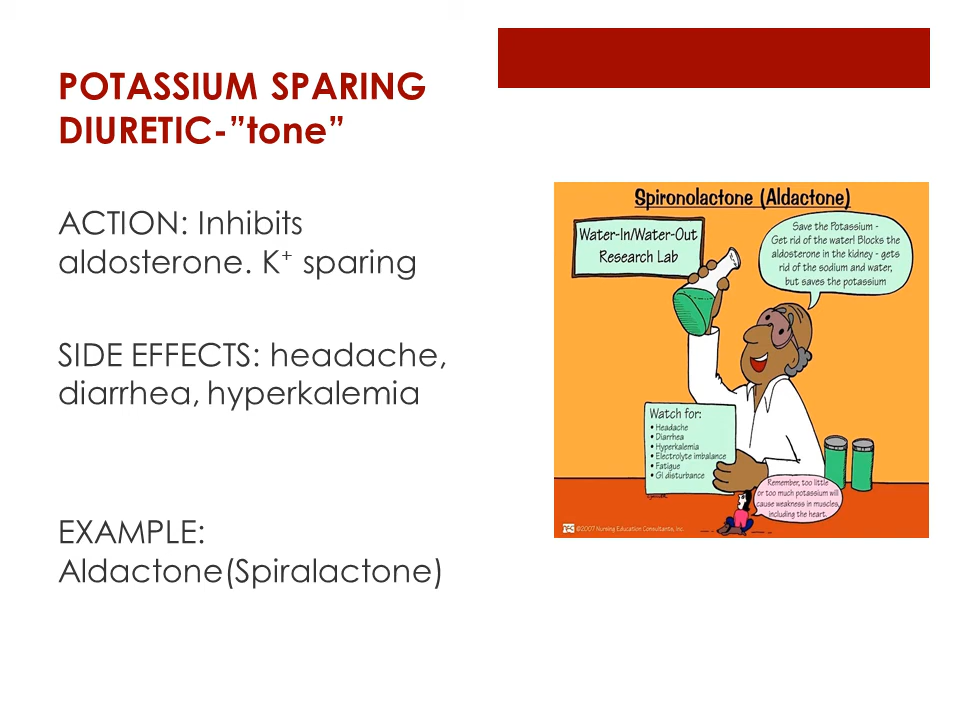 POTASSIUM SPARING
DIURETIC-”tone”
ACTION: Inhibits
aldosterone. K⁺ sparing
SIDE EFFECTS: headache,
diarrhea, hyperkalemia
EXAMPLE:
Aldactone(Spiralactone)
Spironolactone (Aldactone)
Water-In/Water-Out
Research Lab
Save the Potassium -
Get rid of the water! Blocks the
aldosterone in the kidney - gets
rid of the sodium and water,
but saves the potassium
Watch for:
• Headache
• Diarrhea
• Hyperkalemia
• Electrolyte imbalance
• Fatigue
• GI disturbance
Remember, too little
or too much potassium will
cause weakness in muscles,
including the heart.
©2007 Nursing Education Consultants, Inc.